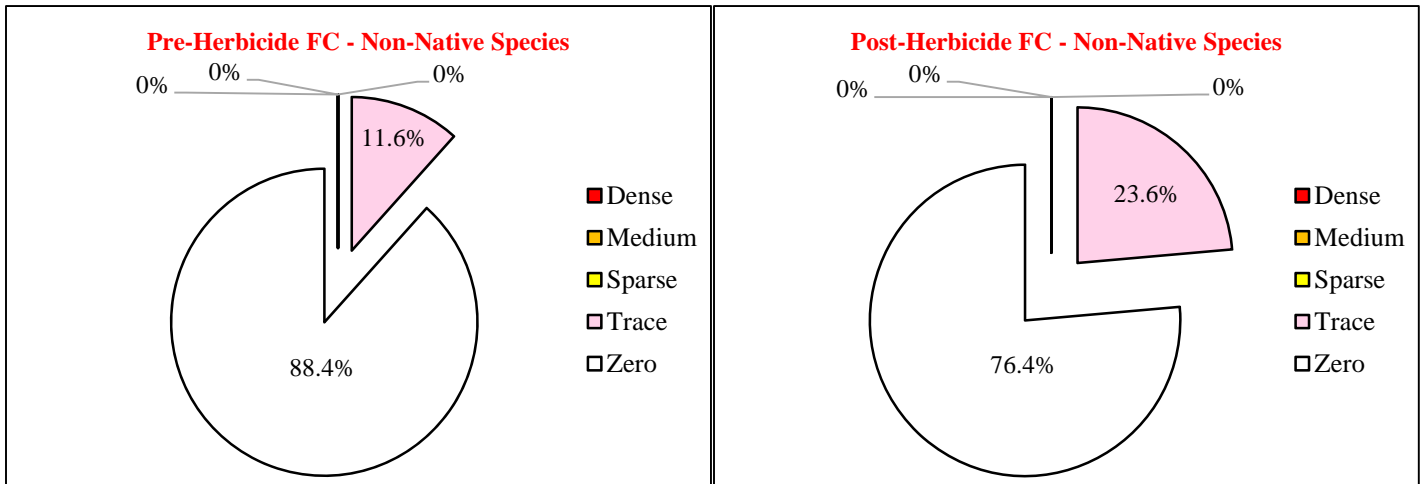 Pre-Herbicide FC - Non-Native Species
0%
0%
0%
11.6%
88.4%
Dense
Medium
Sparse
Trace
Zero
Post-Herbicide FC - Non-Native Species
0%
0%
0%
23.6%
76.4%
Dense
Medium
Sparse
Trace
Zero